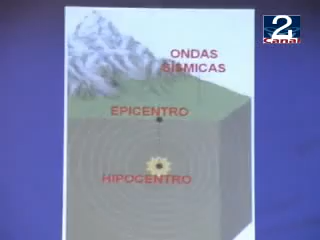 2
Canal
ONDAS
SÍSMICAS
EPICENTRO
HIPOCENTRO